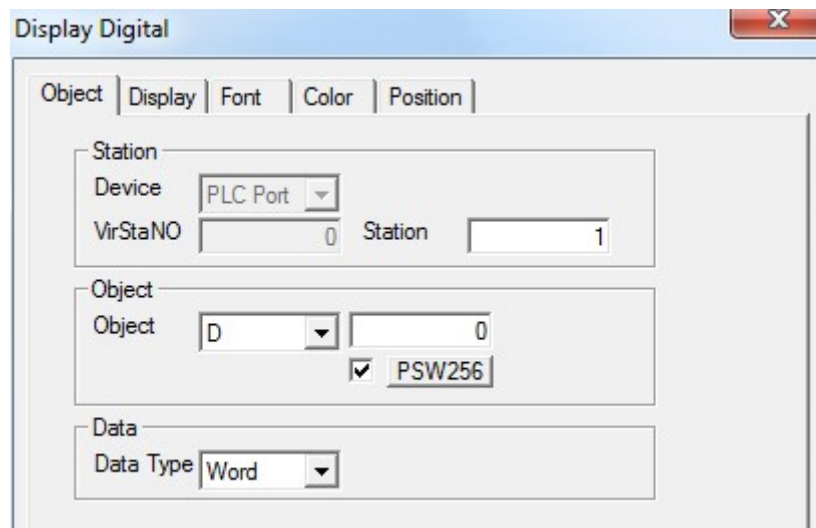 Display Digital
Object Display Font Color Position
Station
Device PLC Port
VirStaNO 0 Station 1
Object
Object D 0
PSW256
Data
Data Type Word